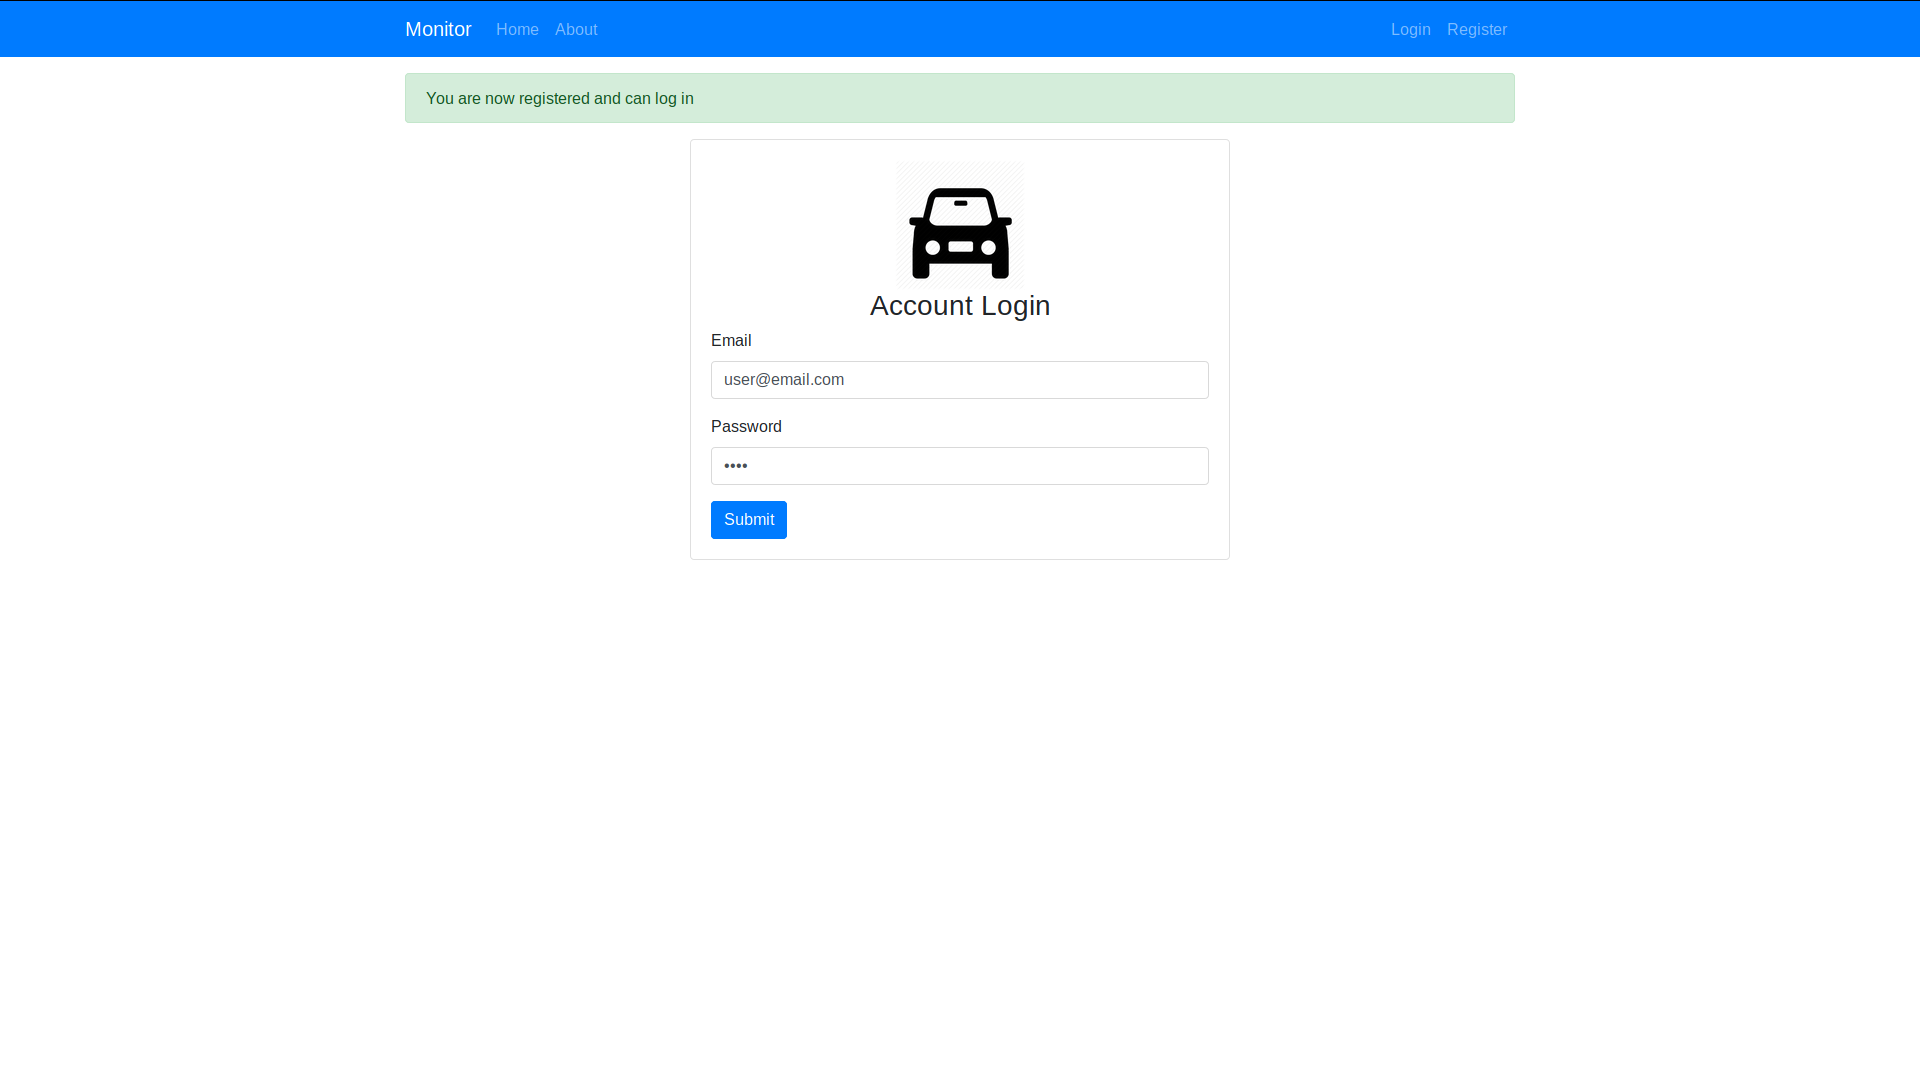 Monitor Home About Login Register
You are now registered and can log in
Account Login
Email
user@email.com
Password
••••
Submit